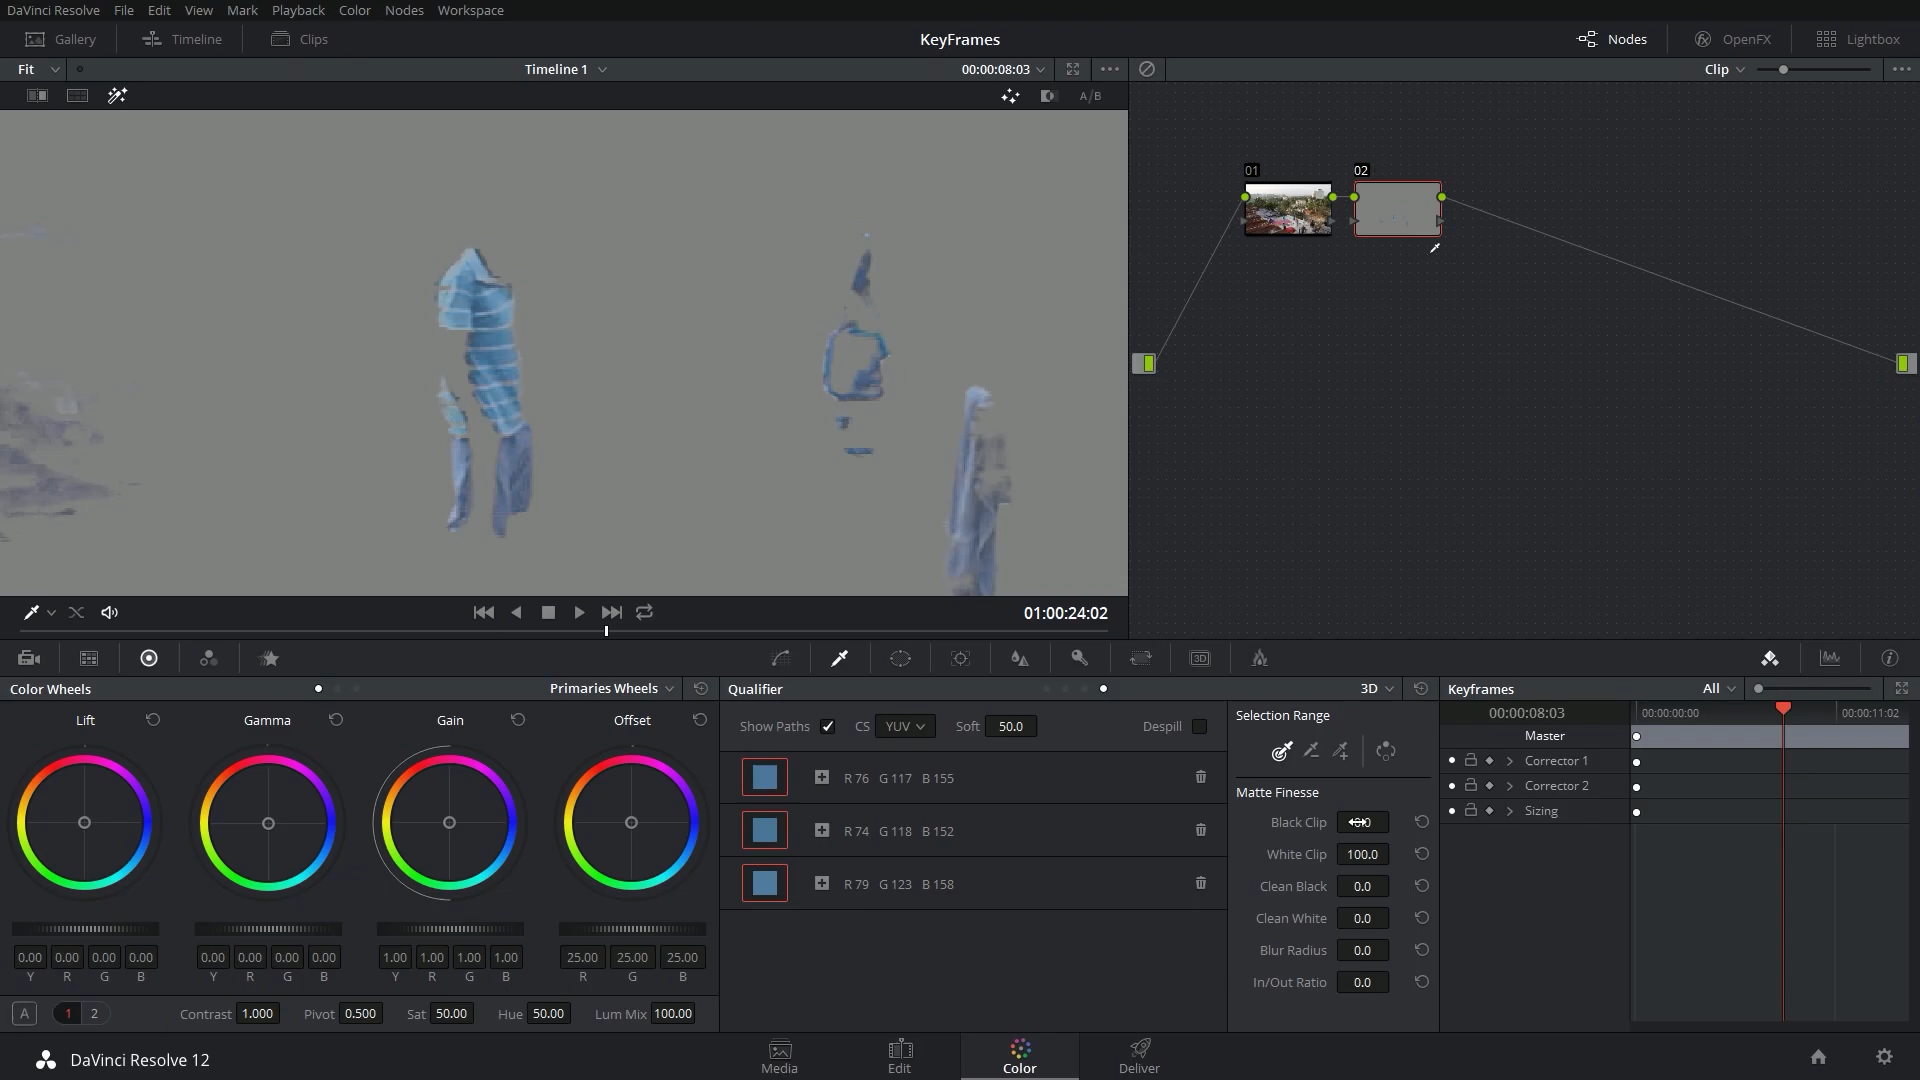 DaVinci Resolve File Edit View Mark Playback Color Nodes Workspace
Gallery Timeline Clips KeyFrames Nodes OpenFX Lightbox
Fit Timeline 1 00:00:08:03 Clip
A/B
01 02
01:00:24:02
3D
Color Wheels Primaries Wheels Qualifier 3D Keyframes All
Lift Gamma Gain Offset
Show Paths CS YUV Soft 50.0 Despill
Selection Range
00:00:08:03 00:00:00:00 00:00:11:02
Master
Corrector 1
Corrector 2
Sizing
R 76 G 117 B 155
R 74 G 118 B 152
R 79 G 123 B 158
Matte Finesse
Black Clip
White Clip 100.0
Clean Black 0.0
Clean White 0.0
Blur Radius 0.0
In/Out Ratio 0.0
0.00 0.00 0.00 0.00 0.00 0.00 0.00 0.00 1.00 1.00 1.00 1.00 25.00 25.00 25.00
Y R G B Y R G B Y R G B R G B
A 1 2 Contrast 1.000 Pivot 0.500 Sat 50.00 Hue 50.00 Lum Mix 100.00
DaVinci Resolve 12 Media Edit Color Deliver